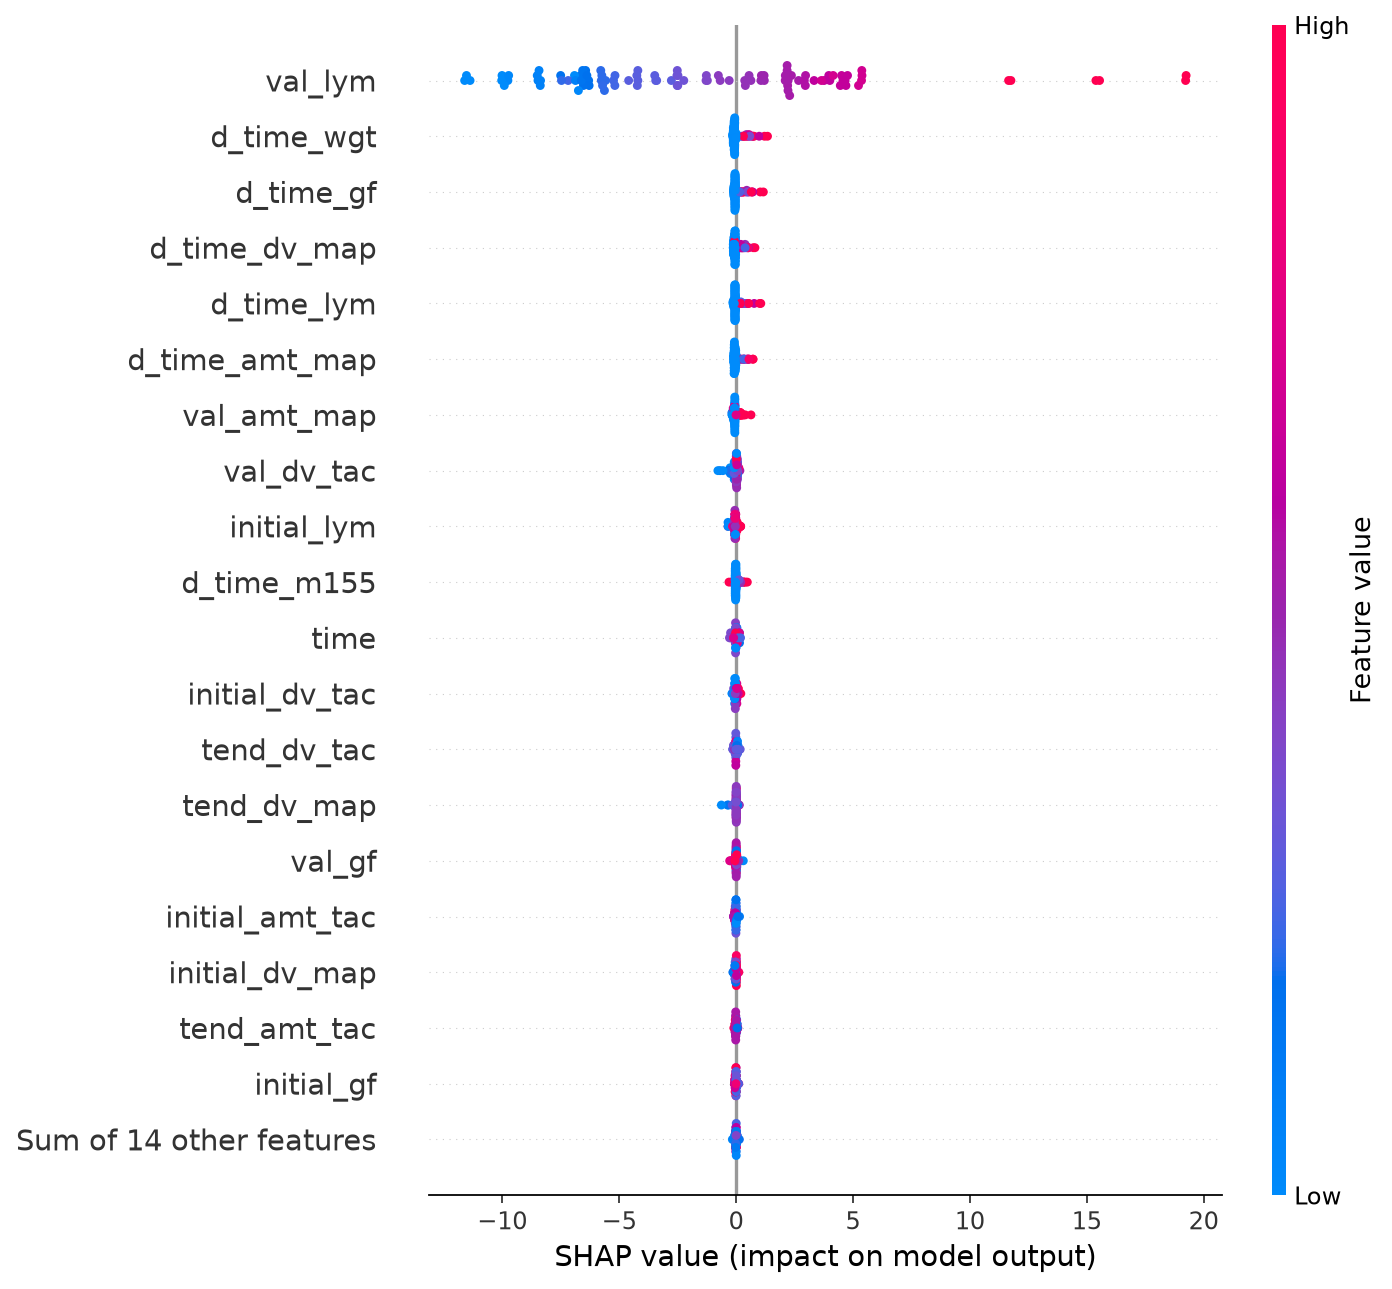 High
val_lym
d_time_wgt
d_time_gf
d_time_dv_map
d_time_lym
d_time_amt_map
val_amt_map
val_dv_tac
initial_lym
d_time_m155
time
initial_dv_tac
tend_dv_tac
tend_dv_map
val_gf
initial_amt_tac
initial_dv_map
tend_amt_tac
initial_gf
Sum of 14 other features
Feature value
Low
−10 −5 0 5 10 15 20
SHAP value (impact on model output)